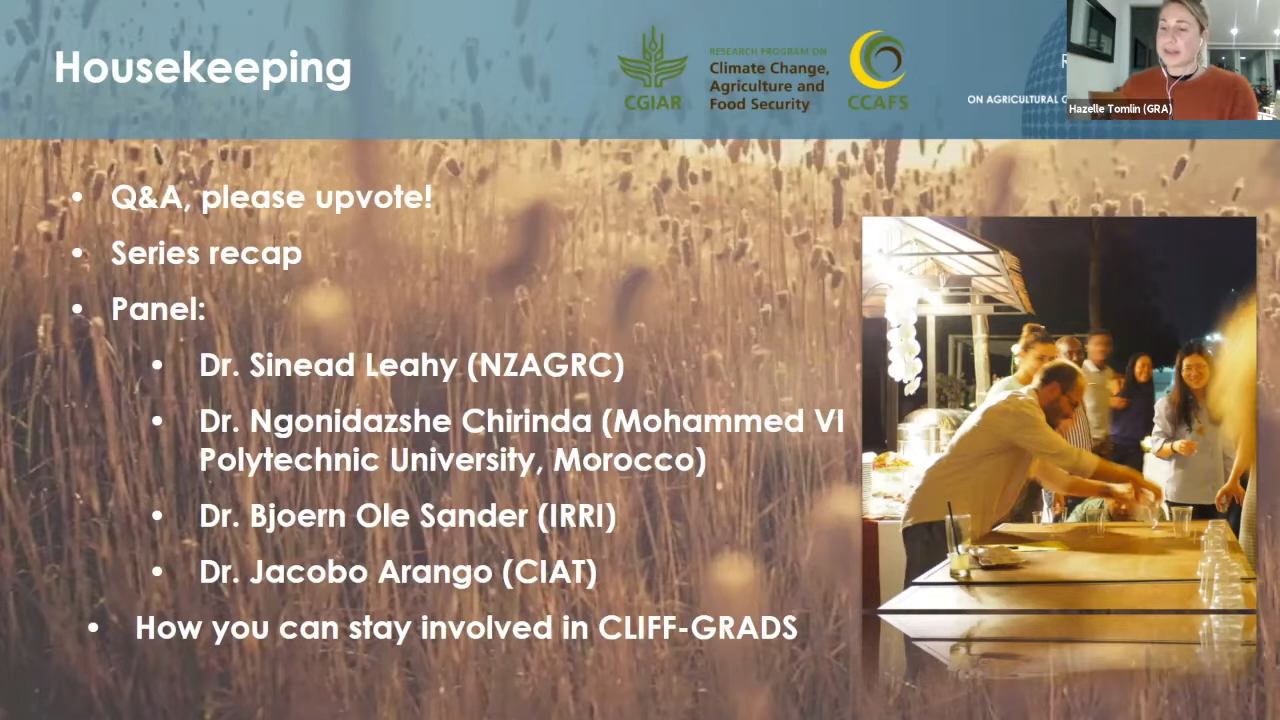 Housekeeping
CGIAR
RESEARCH PROGRAM ON
Climate Change,
Agriculture and
Food Security
CCAFS
R
ON AGRICULTURAL G
Hazelle Tomlin (GRA)
• Q&A, please upvote!
• Series recap
• Panel:
• Dr. Sinead Leahy (NZAGRC)
• Dr. Ngonidazshe Chirinda (Mohammed VI
Polytechnic University, Morocco)
• Dr. Bjoern Ole Sander (IRRI)
• Dr. Jacobo Arango (CIAT)
• How you can stay involved in CLIFF-GRADS